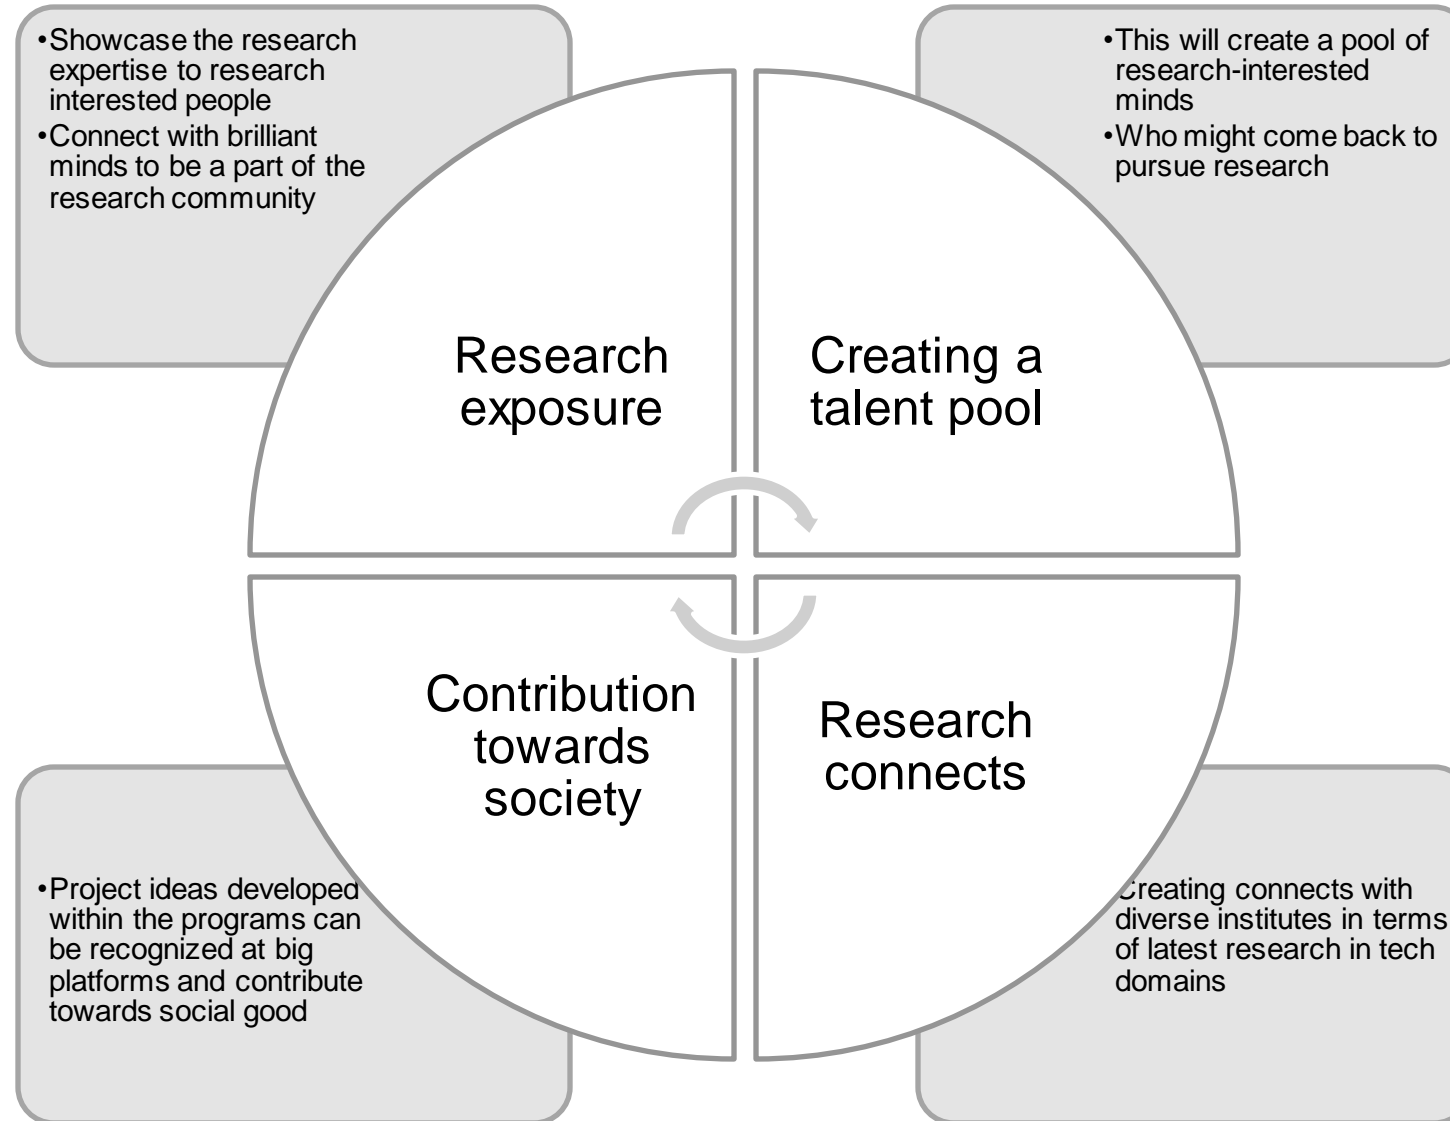 •Showcase the research
expertise to research
interested people
•Connect with brilliant
minds to be a part of the
research community
•This will create a pool of
research-interested
minds
•Who might come back to
pursue research
Research
exposure
Creating a
talent pool
Contribution
towards
society
Research
connects
•Project ideas developed
within the programs can
be recognized at big
platforms and contribute
towards social good
Creating connects with
diverse institutes in terms
of latest research in tech
domains